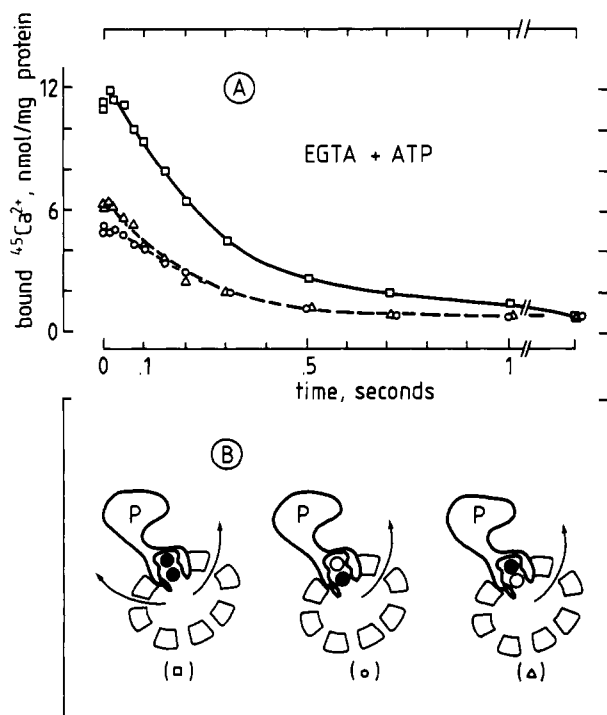 A
12
EGTA + ATP
6
0
bound ⁴⁵Ca²⁺, nmol/mg protein
0 .1 .5 1
time, seconds
B
P P P
(□) (○) (△)